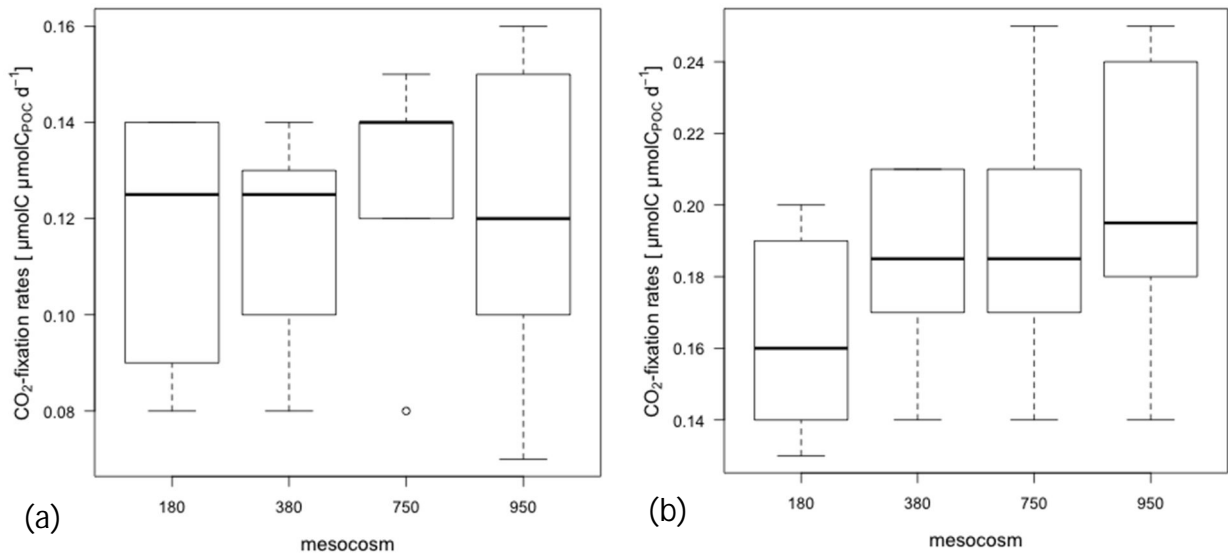 CO₂-fixation rates [ μmolC μmolC_POC d⁻¹]
0.16
0.14
0.12
0.10
0.08
180 380 750 950
mesocosm
(a)
CO₂-fixation rates [ μmolC μmolC_POC d⁻¹]
0.24
0.22
0.20
0.18
0.16
0.14
180 380 750 950
mesocosm
(b)